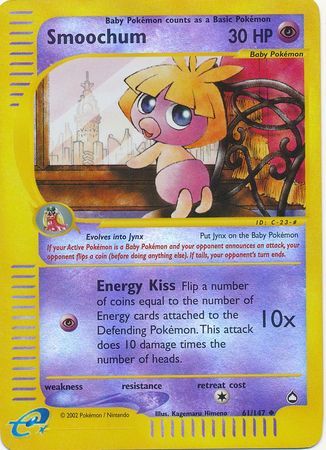 Baby Pokémon counts as a Basic Pokémon
Smoochum 30 HP
Baby Pokémon
ID: C-23-#
Evolves into Jynx Put Jynx on the Baby Pokémon
If your Active Pokémon is a Baby Pokémon and your opponent announces an attack, your
opponent flips a coin (before doing anything else). If tails, your opponent's turn ends.
Energy Kiss Flip a number
of coins equal to the number of
Energy cards attached to the
Defending Pokémon. This attack
does 10 damage times the
number of heads.
10x
weakness resistance retreat cost
e
© 2002 Pokémon / Nintendo Illus. Kagemaru Himeno 61/147